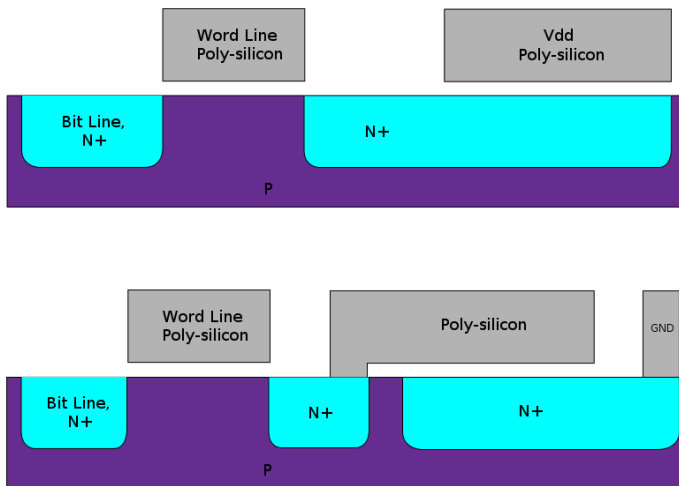 Word Line
Poly-silicon
Vdd
Poly-silicon
Bit Line,
N+
N+
P
Word Line
Poly-silicon
Poly-silicon
GND
Bit Line,
N+
N+
N+
P